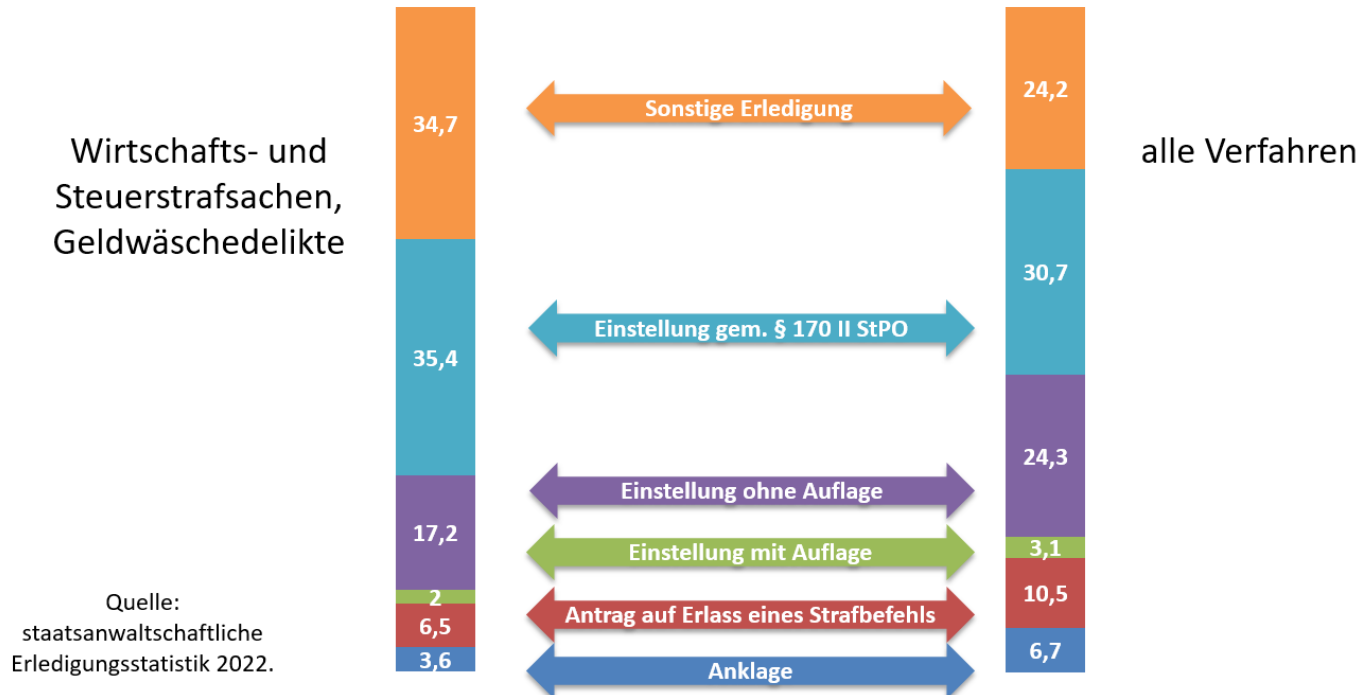 34,7
Sonstige Erledigung
24,2
Wirtschafts- und
Steuerstrafsachen,
Geldwäschedelikte
alle Verfahren
35,4
Einstellung gem. § 170 II StPO
30,7
17,2
Einstellung ohne Auflage
24,3
2
Einstellung mit Auflage
3,1
6,5
Antrag auf Erlass eines Strafbefehls
10,5
3,6
Anklage
6,7
Quelle:
staatsanwaltschaftliche
Erledigungsstatistik 2022.